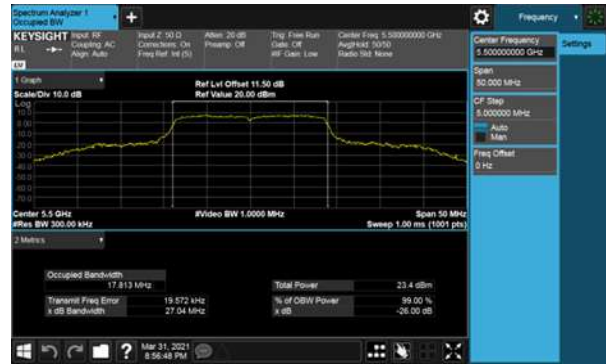 Spectrum Analyzer 1
Occupied BW
Frequency
KEYSIGHT
Input: RF
Coupling: AC
Align: Auto
Input Z: 50 Ω
Corrections: On
Freq Ref: Int (S)
Atten: 20 dB
Preamp: Off
Trig: Free Run
Gate: Off
#IF Gain: Low
Center Freq: 5.500000000 GHz
Avg|Hold: 50/50
Radio Std: None
Center Frequency
5.500000000 GHz
Settings
Span
50.000 MHz
CF Step
5.000000 MHz
Auto
Man
Freq Offset
0 Hz
1 Graph
Scale/Div 10.0 dB
Ref Lvl Offset 11.50 dB
Ref Value 20.00 dBm
Log
10.0
0.00
Center 5.5 GHz
#Res BW 300.00 kHz
#Video BW 1.0000 MHz
Span 50 MHz
Sweep 1.00 ms (1001 pts)
2 Metrics
Occupied Bandwidth
17.813 MHz
Total Power
23.4 dBm
Transmit Freq Error
19.572 kHz
% of OBW Power
99.00 %
x dB Bandwidth
27.04 MHz
x dB
-26.00 dB
?
Mar 31, 2021
8:56:48 PM